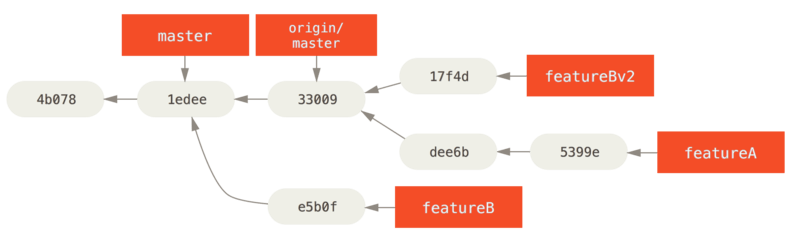 master
origin/
master
4b078
1edee
33009
17f4d
featureBv2
dee6b
5399e
featureA
e5b0f
featureB